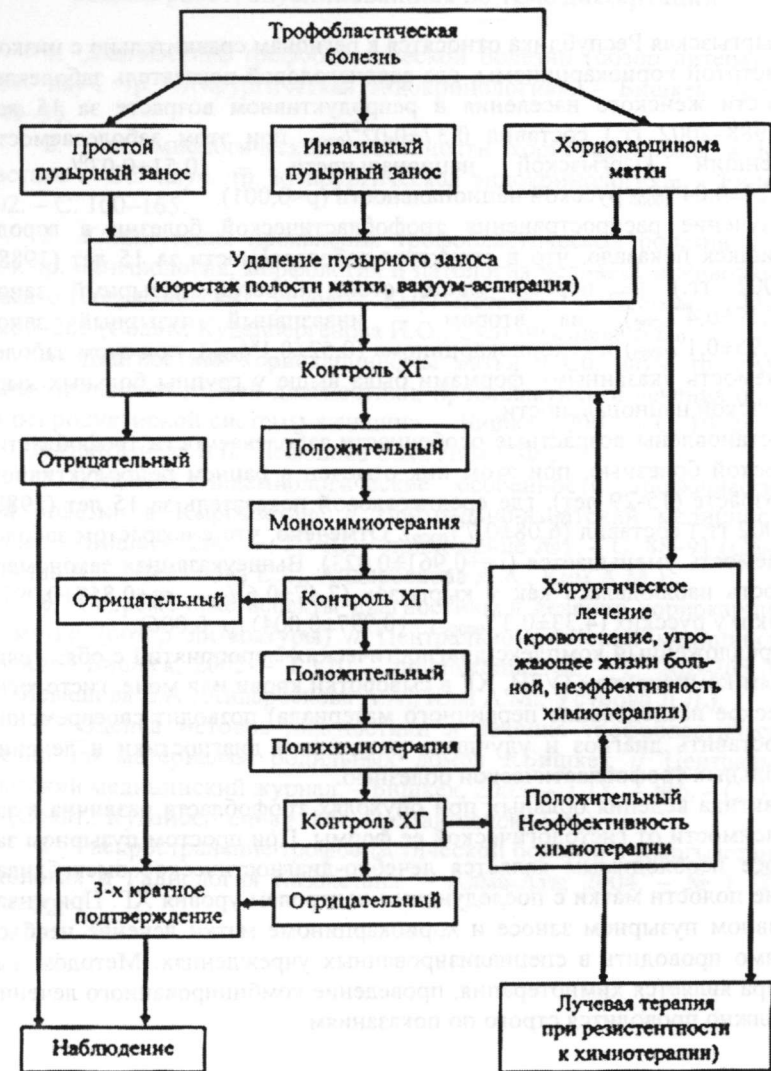 Трофобластическая
болезнь
Простой
пузырный занос
Инвазивный
пузырный занос
Хориокарцинома
матки
Удаление пузырного заноса
(кюретаж полости матки, вакуум-аспирация)
Контроль ХГ
Отрицательный
Положительный
Монохимиотерапия
Отрицательный
Контроль ХГ
Хирургическое
лечение
(кровотечение, угро-
жающее жизни боль-
ной, неэффективность
химиотерапии)
Положительный
Полихимиотерапия
Контроль ХГ
Положительный
Неэффективность
химиотерапии
3-х кратное
подтверждение
Отрицательный
Наблюдение
Лучевая терапия
при резистентности
к химиотерапии)